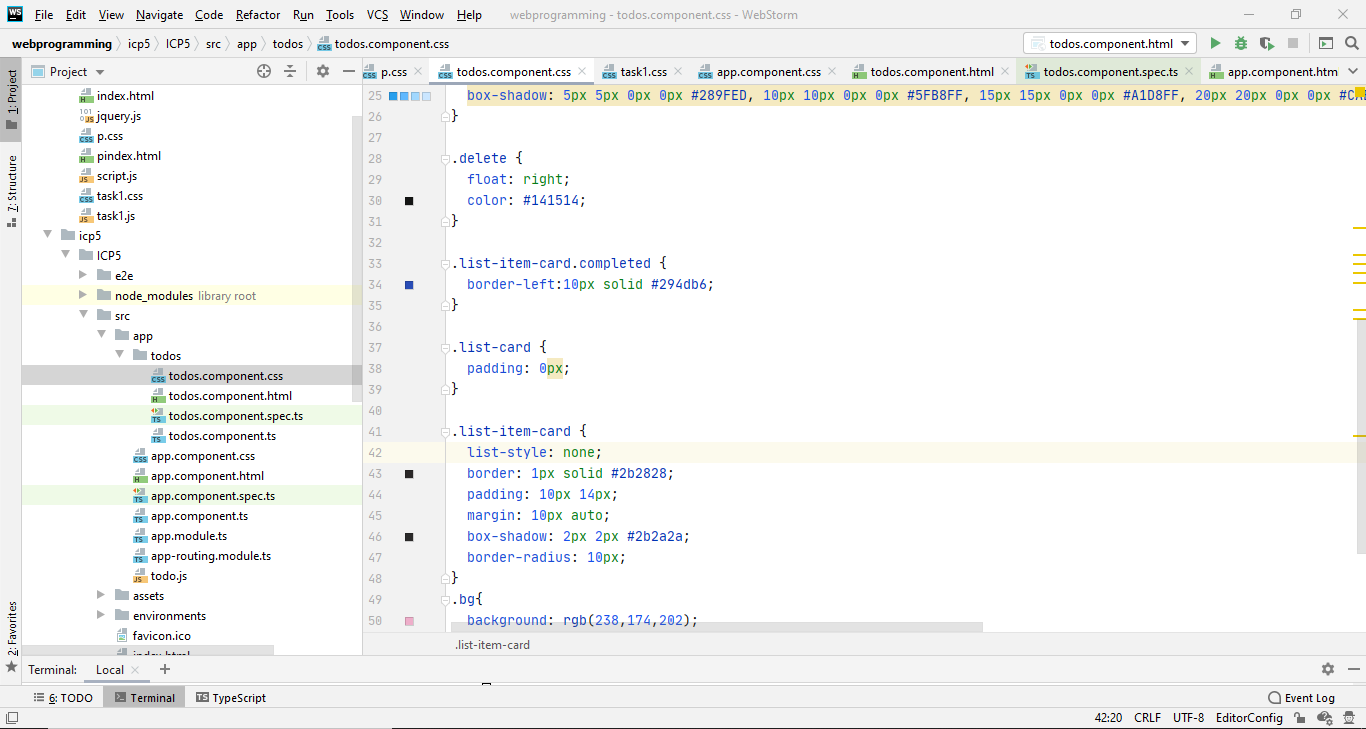 WS File Edit View Navigate Code Refactor Run Tools VCS Window Help webprogramming - todos.component.css - WebStorm
webprogramming icp5 ICP5 src app todos todos.component.css todos.component.html
1: Project
7: Structure
2: Favorites
Project
index.html
jquery.js
p.css
pindex.html
script.js
task1.css
task1.js
icp5
ICP5
e2e
node_modules library root
src
app
todos
todos.component.css
todos.component.html
todos.component.spec.ts
todos.component.ts
app.component.css
app.component.html
app.component.spec.ts
app.component.ts
app.module.ts
app-routing.module.ts
todo.js
assets
environments
favicon.ico
index.html
p.css todos.component.css task1.css app.component.css todos.component.html todos.component.spec.ts app.component.htm
25 box-shadow: 5px 5px 0px 0px #289FED, 10px 10px 0px 0px #5FB8FF, 15px 15px 0px 0px #A1D8FF, 20px 20px 0px 0px
26 }
27
28 .delete {
29 float: right;
30 color: #141514;
31 }
32
33 .list-item-card.completed {
34 border-left:10px solid #294db6;
35 }
36
37 .list-card {
38 padding: 0px;
39 }
40
41 .list-item-card {
42 list-style: none;
43 border: 1px solid #2b2828;
44 padding: 10px 14px;
45 margin: 10px auto;
46 box-shadow: 2px 2px #2b2a2a;
47 border-radius: 10px;
48 }
49 .bg{
50 background: rgb(238,174,202);
.list-item-card
Terminal: Local +
6: TODO Terminal TypeScript Event Log
42:20 CRLF UTF-8 EditorConfig